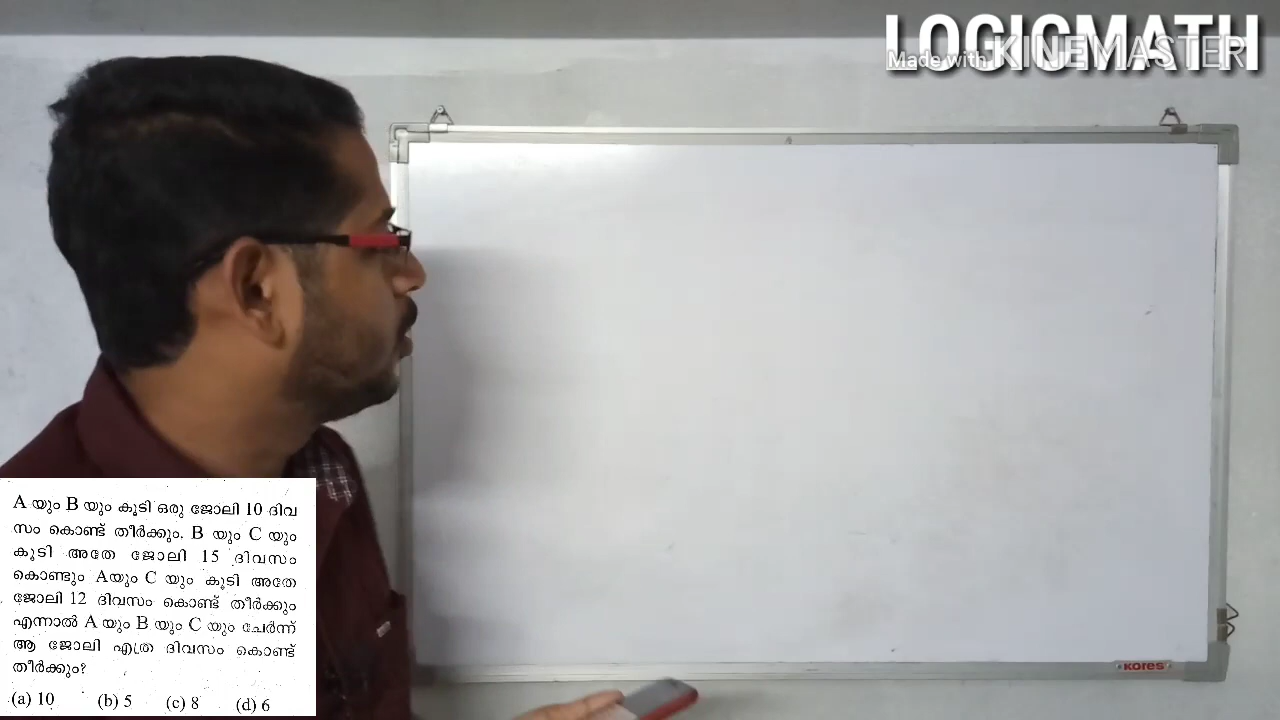 LOGICMATH
Made with KINEMASTER
A യും B യും കൂടി ഒരു ജോലി 10 ദിവ
സം കൊണ്ട് തീർക്കും. B യും C യും
കൂടി അതേ ജോലി 15 ദിവസം
കൊണ്ടും Aയും C യും കൂടി അതേ
ജോലി 12 ദിവസം കൊണ്ട് തീർക്കും
എന്നാൽ A യും B യും C യും ചേർന്ന്
ആ ജോലി എത്ര ദിവസം കൊണ്ട്
തീർക്കും?
(a) 10 (b) 5 (c) 8 (d) 6
KORES